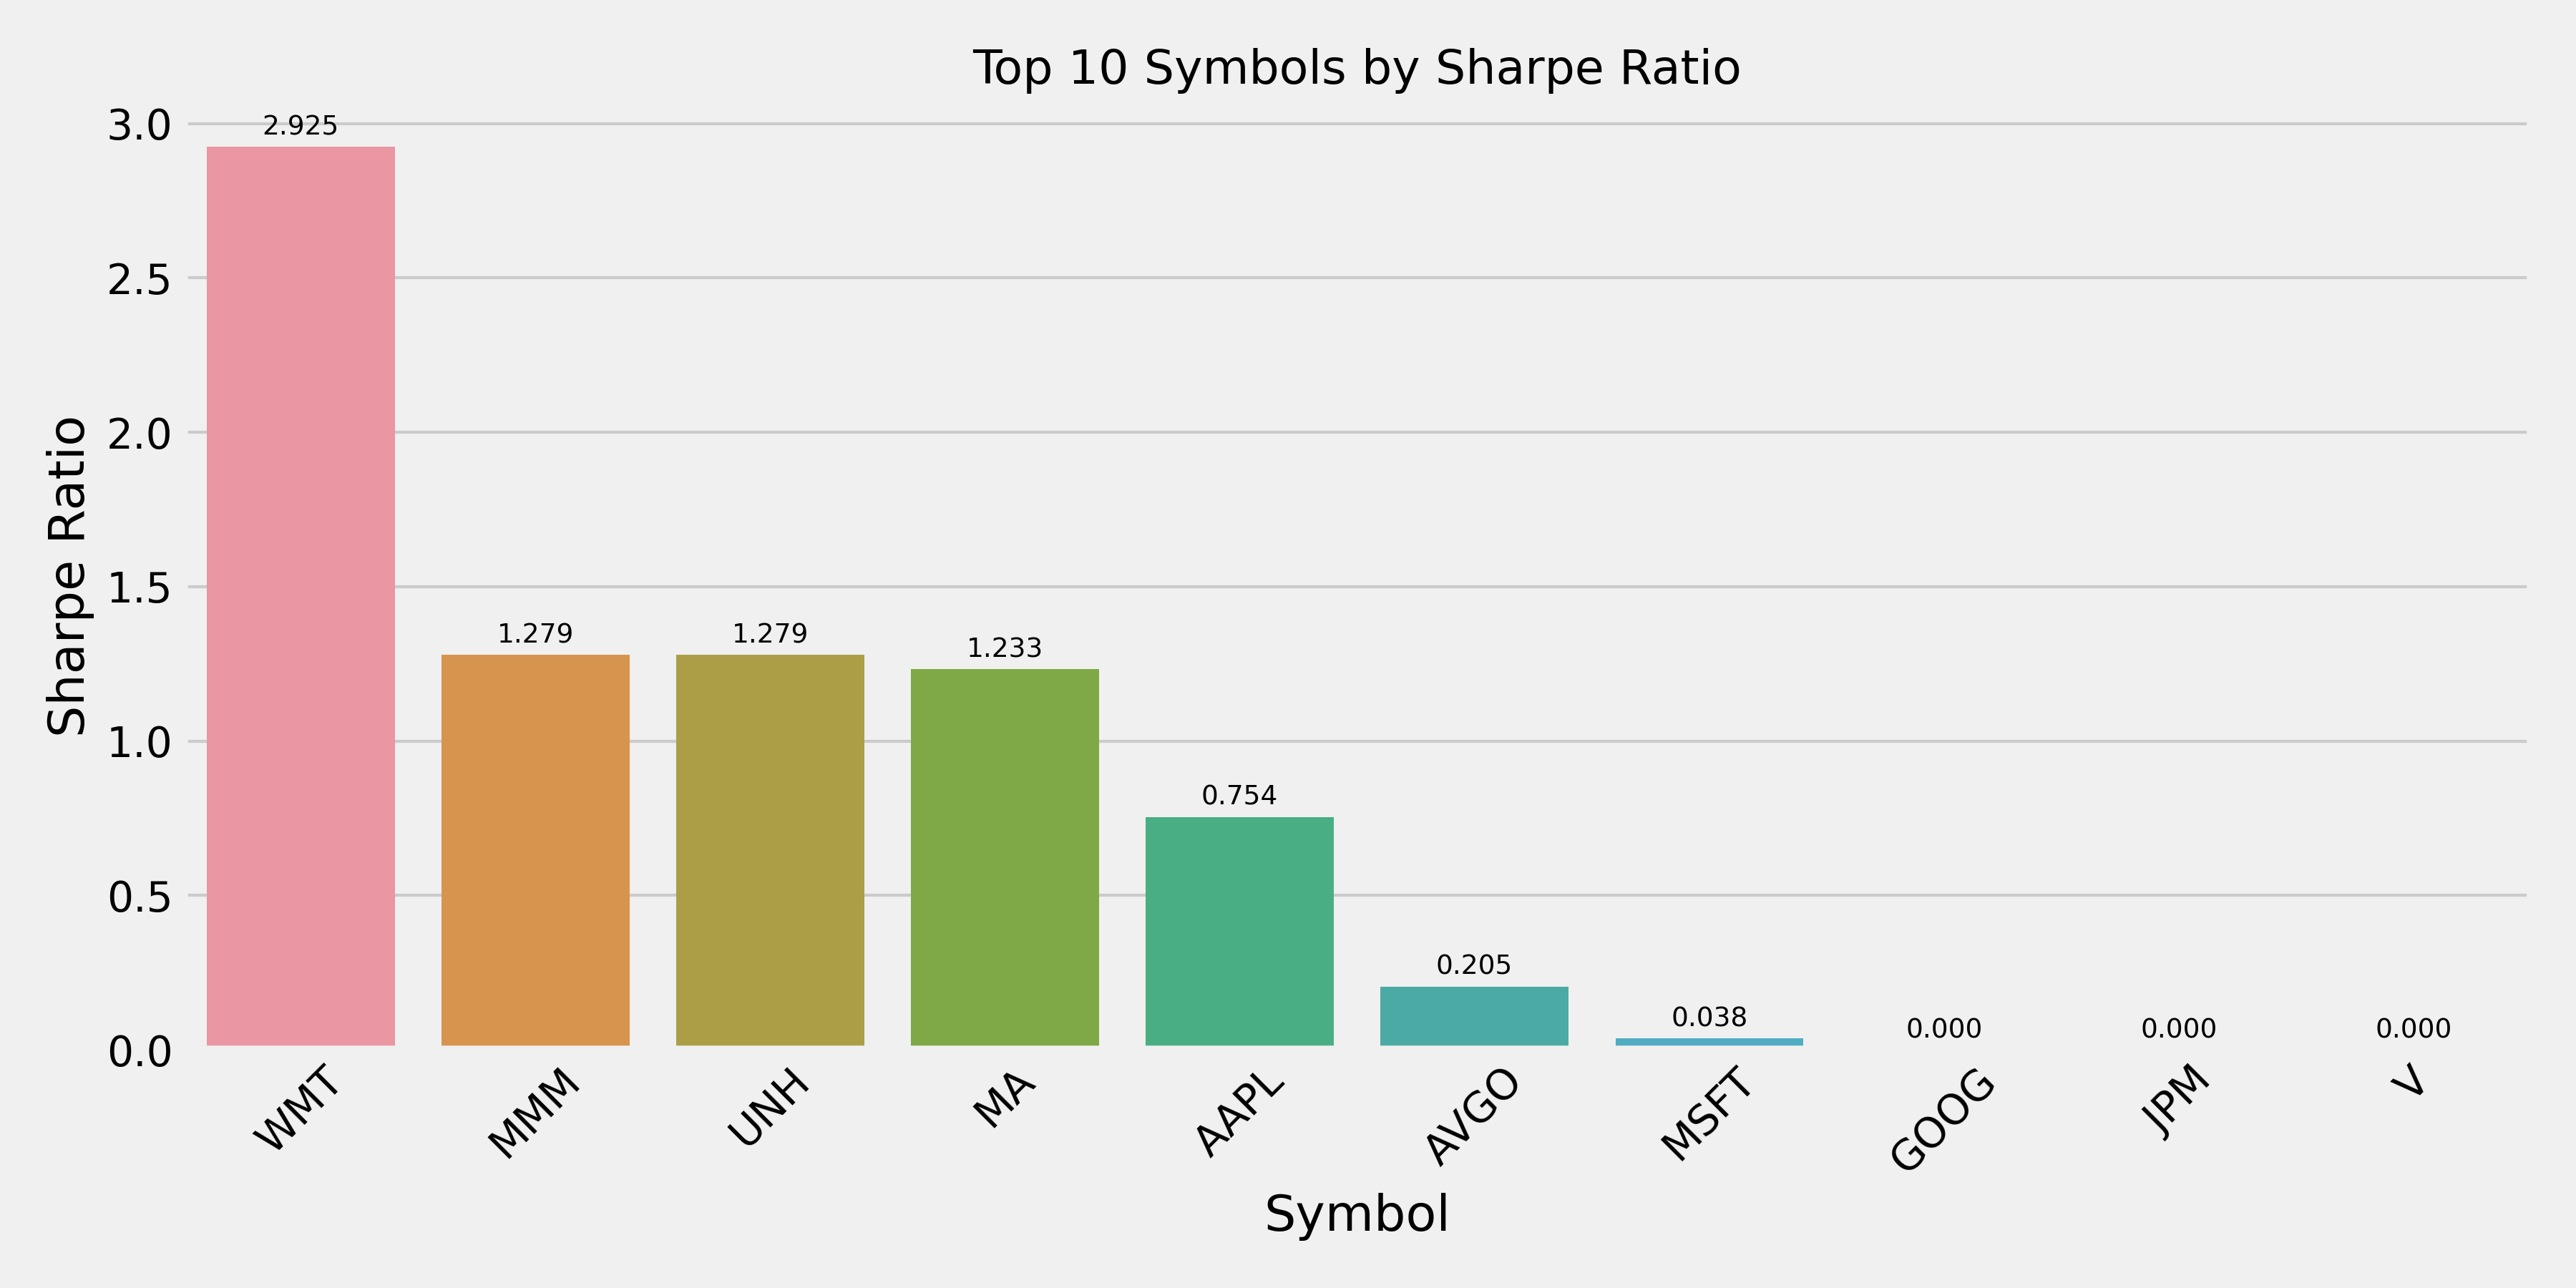 Top 10 Symbols by Sharpe Ratio
Sharpe Ratio
3.0
2.5
2.0
1.5
1.0
0.5
0.0
2.925
1.279
1.279
1.233
0.754
0.205
0.038
0.000
0.000
0.000
WMT
MMM
UNH
MA
AAPL
AVGO
MSFT
GOOG
JPM
V
Symbol